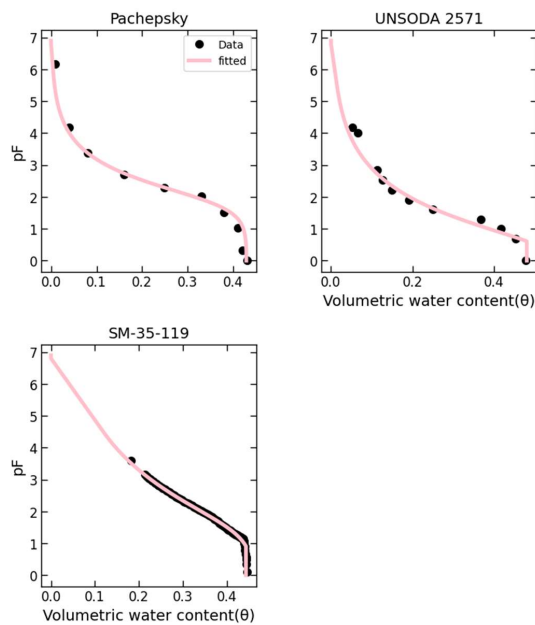 Pachepsky
Data
fitted
7
6
5
4
3
2
1
0
pF
0.0 0.1 0.2 0.3 0.4
UNSODA 2571
7
6
5
4
3
2
1
0
0.0 0.1 0.2 0.3 0.4
Volumetric water content(θ)
SM-35-119
7
6
5
4
3
2
1
0
pF
0.0 0.1 0.2 0.3 0.4
Volumetric water content(θ)